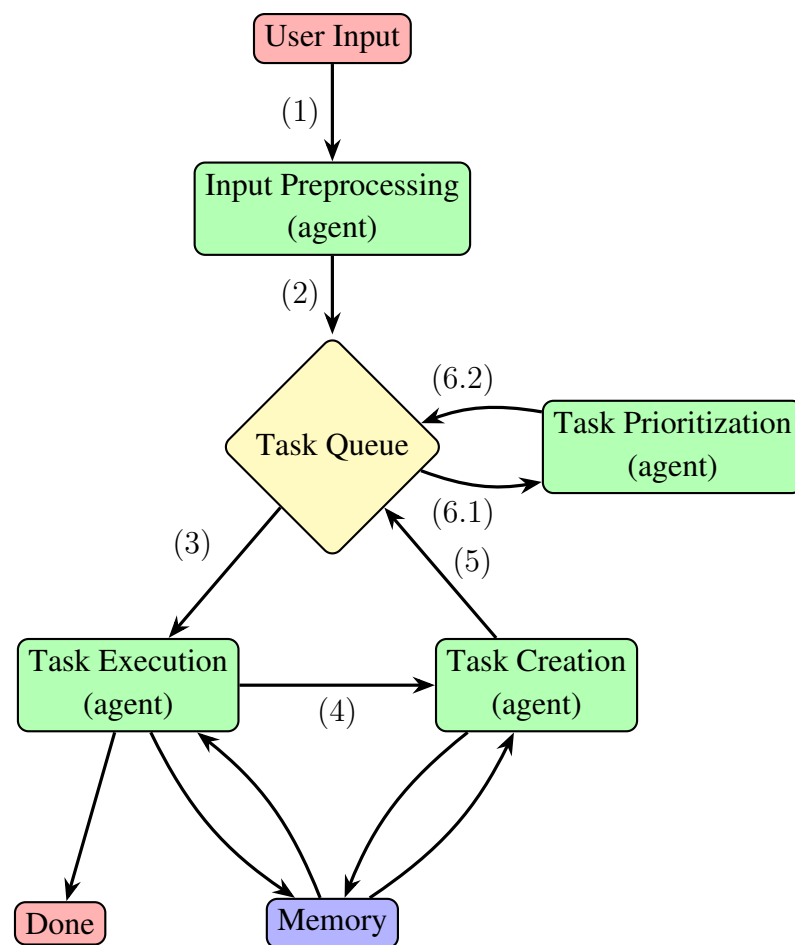 User Input
(1)
Input Preprocessing
(agent)
(2)
(6.2)
Task Prioritization
(agent)
Task Queue
(6.1)
(3)
(5)
Task Execution
(agent)
(4)
Task Creation
(agent)
Done
Memory